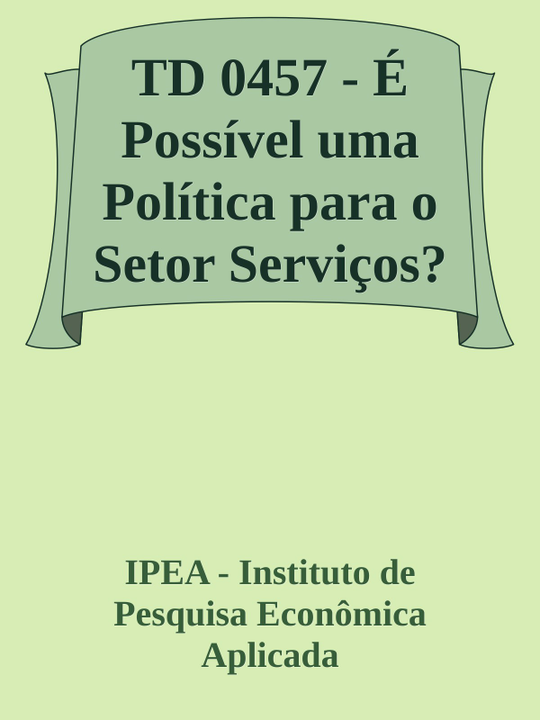 TD 0457 - É
Possível uma
Política para o
Setor Serviços?
IPEA - Instituto de
Pesquisa Econômica
Aplicada